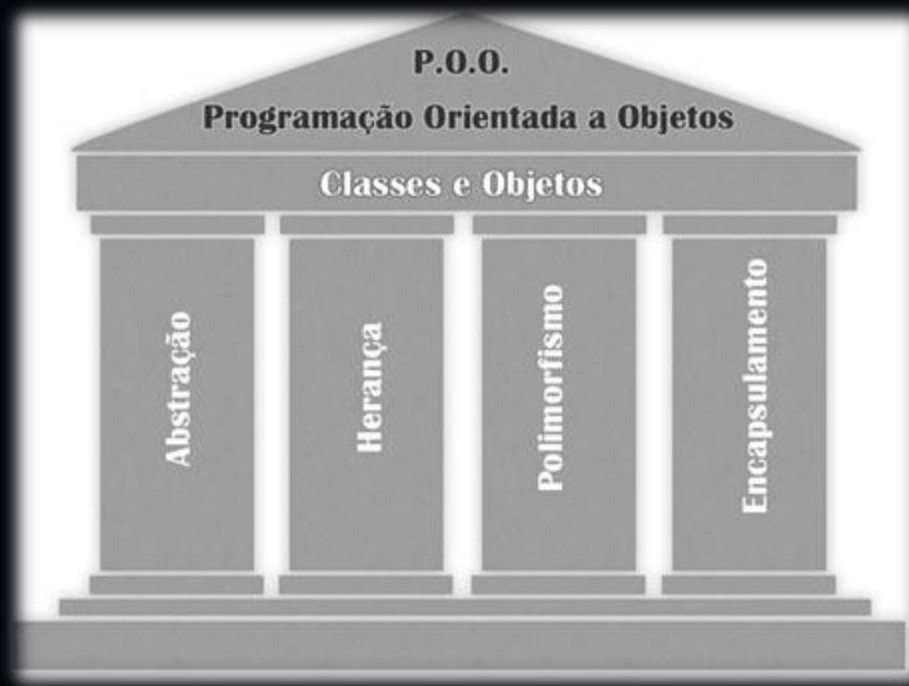 P.O.O.
Programação Orientada a Objetos
Classes e Objetos
Abstração
Herança
Polimorfismo
Encapsulamento